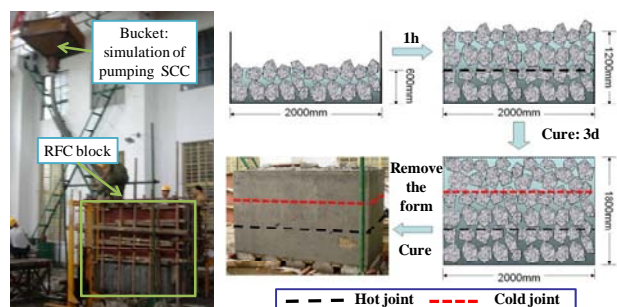 Bucket:
simulation of
pumping SCC
RFC block
1h
600mm
2000mm
1200mm
2000mm
Cure: 3d
Remove
the
form
Cure
1800mm
2000mm
Hot joint
Cold joint